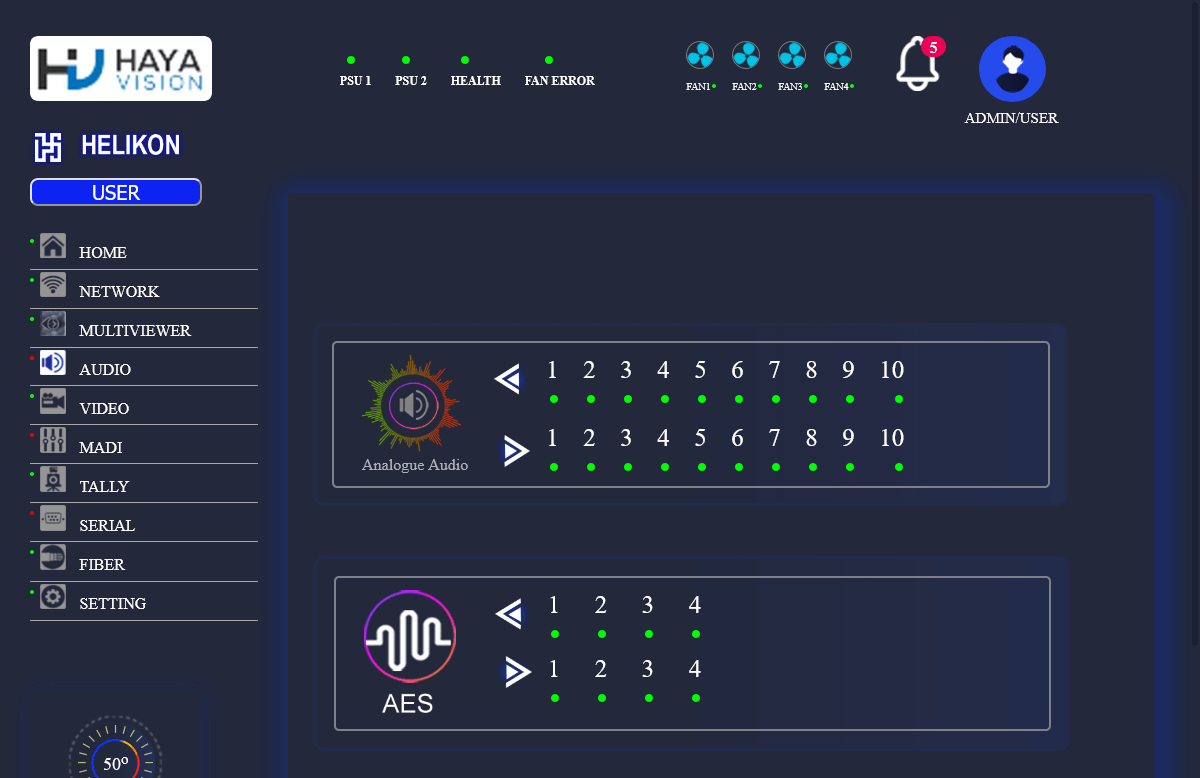 HAYA
VISION
PSU 1 PSU 2 HEALTH FAN ERROR
FAN1 FAN2 FAN3 FAN4
5
ADMIN/USER
HELIKON
USER
HOME
NETWORK
MULTIVIEWER
AUDIO
VIDEO
MADI
TALLY
SERIAL
FIBER
SETTING
50º
1 2 3 4 5 6 7 8 9 10
1 2 3 4 5 6 7 8 9 10
Analogue Audio
1 2 3 4
1 2 3 4
AES